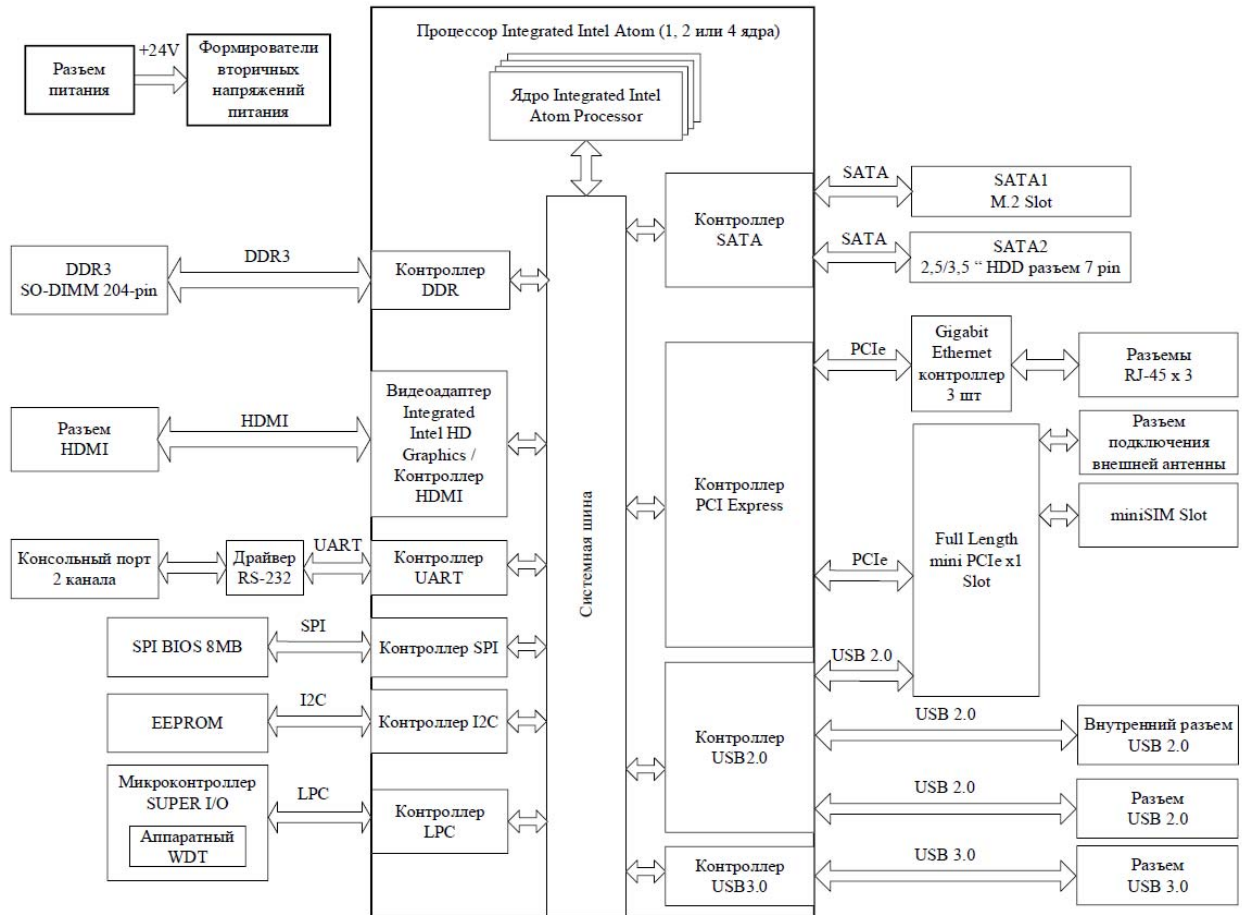 Процессор Integrated Intel Atom (1, 2 или 4 ядра)
+24V
Разъем
питания
Формирователи
вторичных
напряжений
питания
Ядро Integrated Intel
Atom Processor
DDR3
SO-DIMM 204-pin
DDR3
Контроллер
DDR
Разъем
HDMI
HDMI
Видеоадаптер
Integrated
Intel HD
Graphics /
Контроллер
HDMI
Консольный порт
2 канала
Драйвер
RS-232
UART
Контроллер
UART
SPI BIOS 8MB
SPI
Контроллер SPI
EEPROM
I2C
Контроллер I2C
Микроконтроллер
SUPER I/O
Аппаратный
WDT
LPC
Контроллер
LPC
Системная шина
Контроллер
SATA
SATA
SATA1
M.2 Slot
SATA
SATA2
2,5/3,5 “ HDD разъем 7 pin
Контроллер
PCI Express
PCIe
Gigabit
Ethernet
контроллер
3 шт
Разъемы
RJ-45 x 3
PCIe
Full Length
mini PCIe x1
Slot
Разъем
подключения
внешней антенны
miniSIM Slot
USB 2.0
Контроллер
USB2.0
USB 2.0
Внутренний разъем
USB 2.0
USB 2.0
Разъем
USB 2.0
Контроллер
USB3.0
USB 3.0
Разъем
USB 3.0